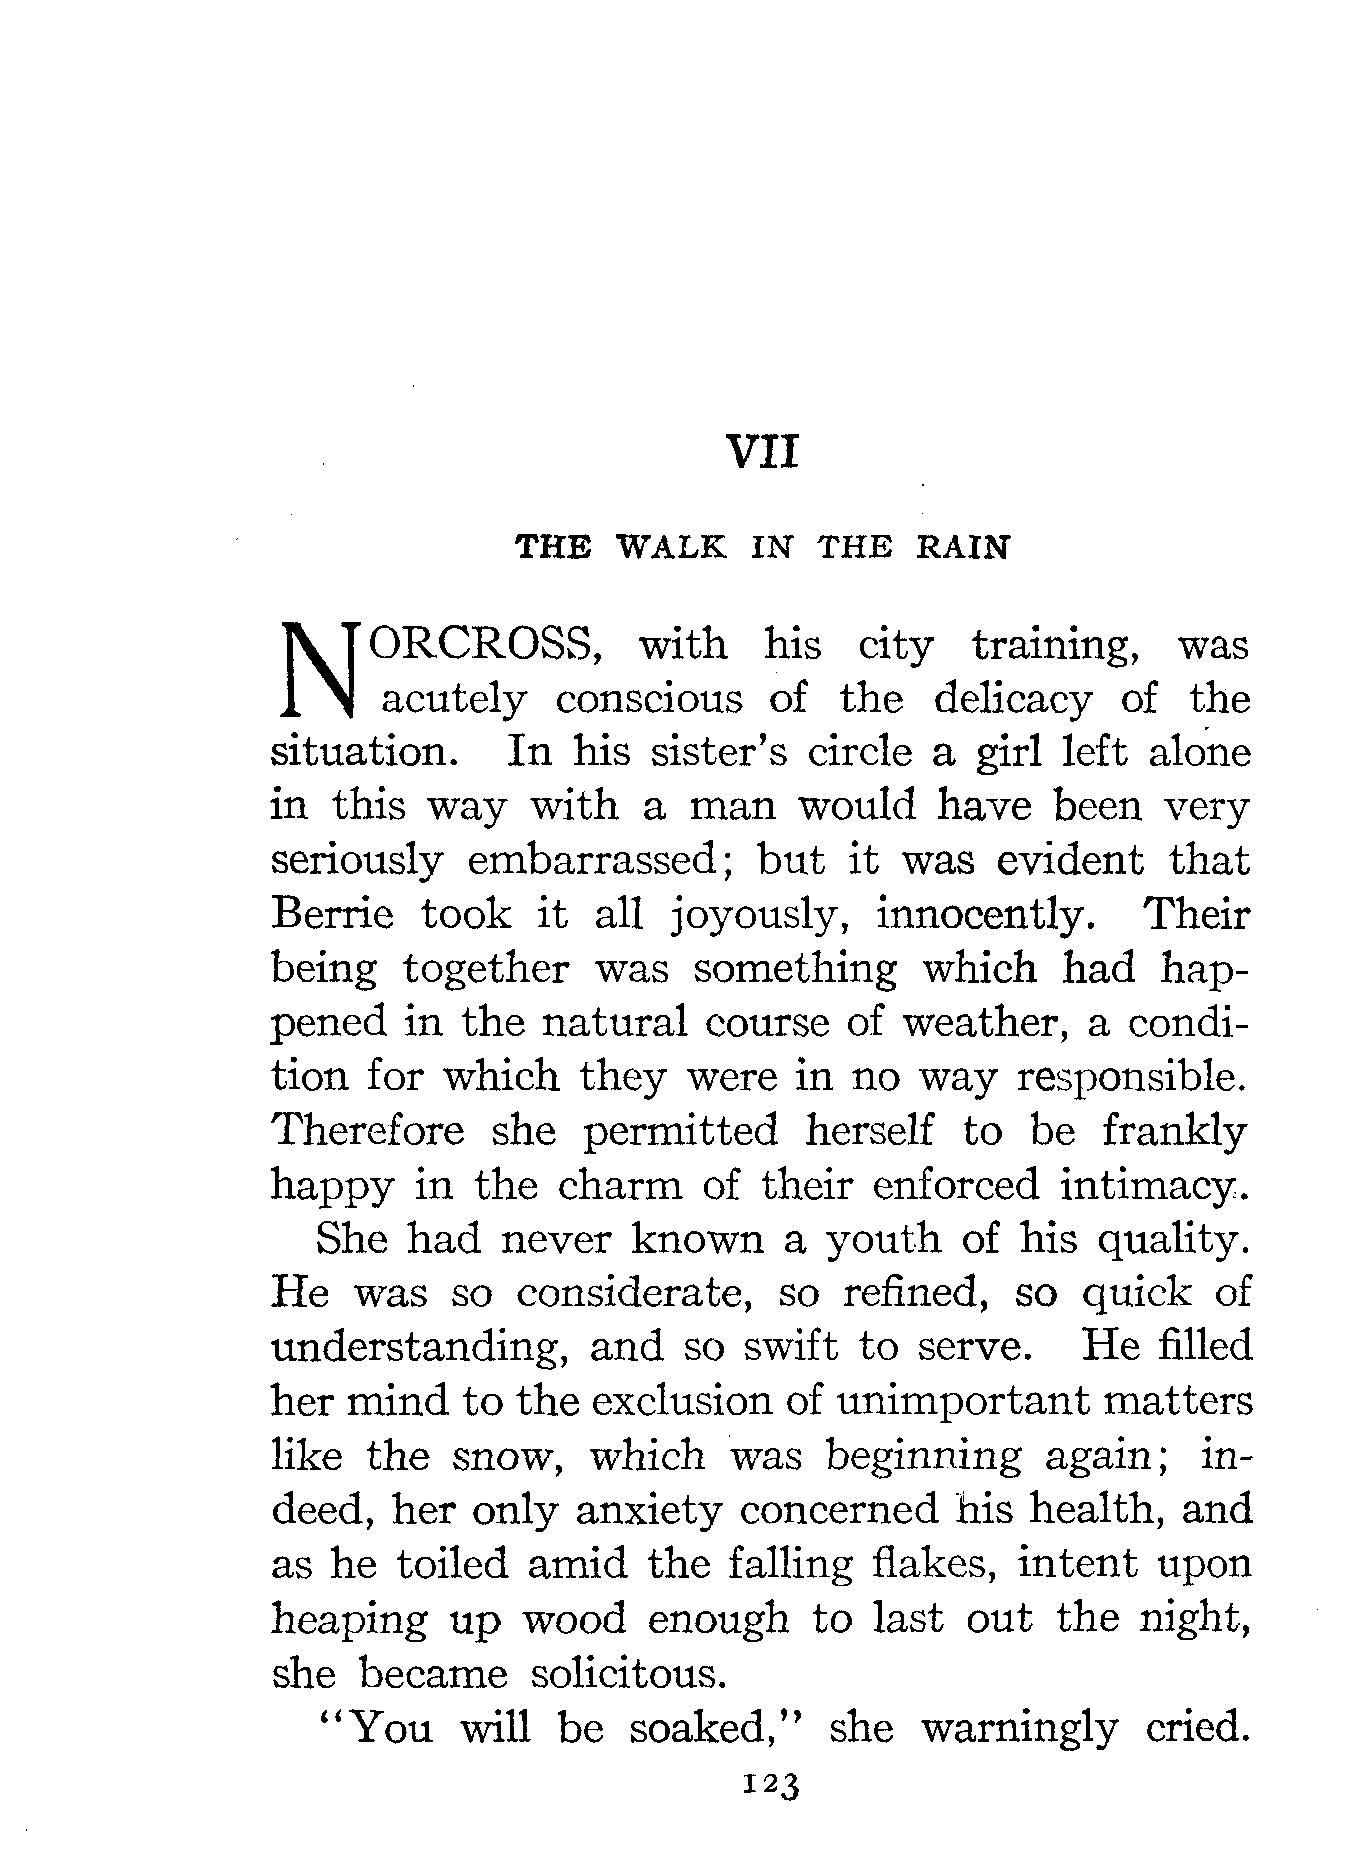 VII
THE WALK IN THE RAIN
NORCROSS, with his city training, was
acutely conscious of the delicacy of the
situation. In his sister's circle a girl left alone
in this way with a man would have been very
seriously embarrassed; but it was evident that
Berrie took it all joyously, innocently. Their
being together was something which had hap-
pened in the natural course of weather, a condi-
tion for which they were in no way responsible.
Therefore she permitted herself to be frankly
happy in the charm of their enforced intimacy.
She had never known a youth of his quality.
He was so considerate, so refined, so quick of
understanding, and so swift to serve. He filled
her mind to the exclusion of unimportant matters
like the snow, which was beginning again; in-
deed, her only anxiety concerned his health, and
as he toiled amid the falling flakes, intent upon
heaping up wood enough to last out the night,
she became solicitous.
"You will be soaked," she warningly cried.
123